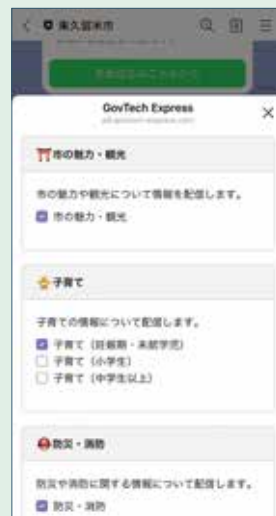 東久留米市
GovTech Express
市の魅力・観光
市の魅力や観光について情報を配信します。
市の魅力・観光
子育て
子育ての情報について配信します。
子育て（妊娠期・未就学児）
子育て（小学生）
子育て（中学生以上）
防災・消防
防災や消防に関する情報について配信します。
防災・消防